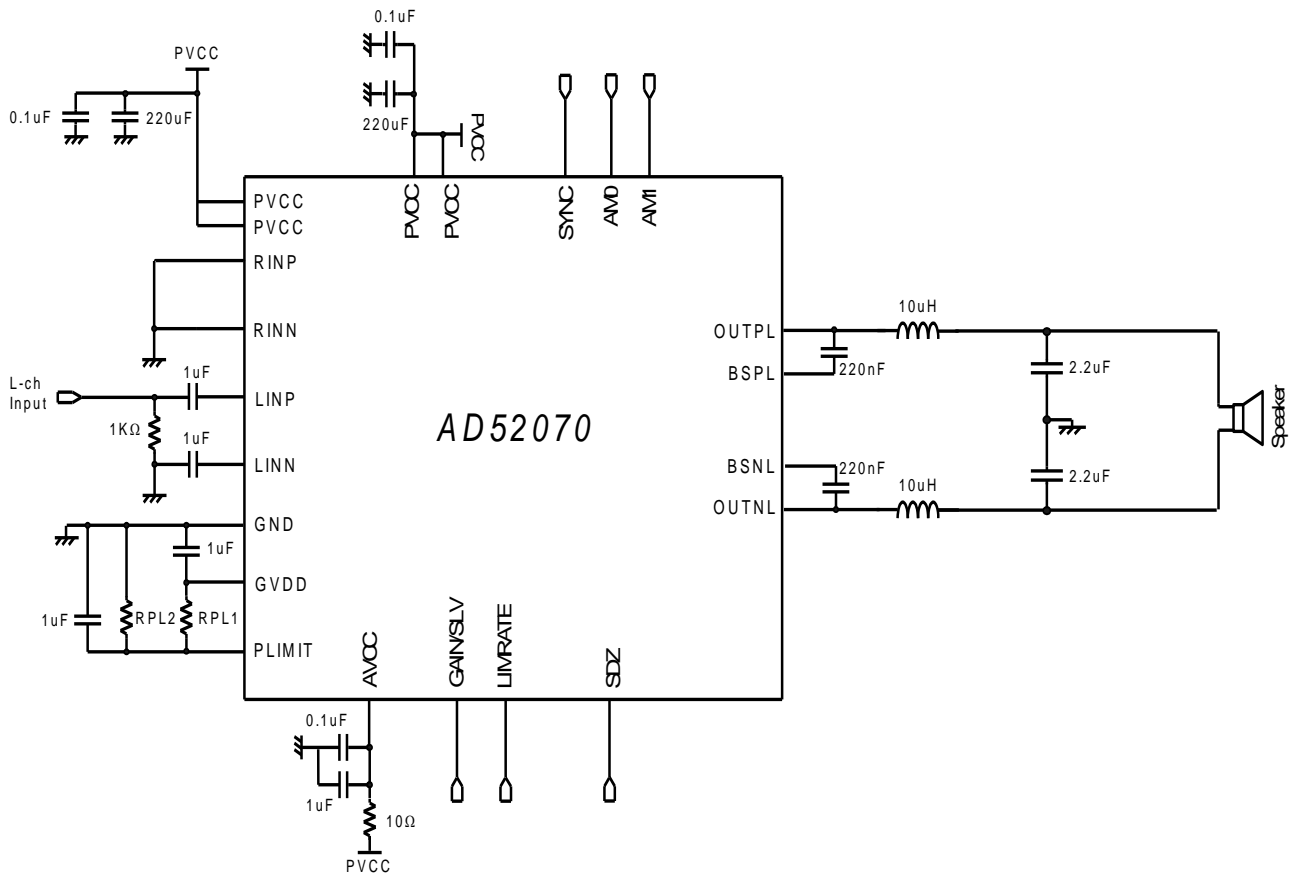 0.1uF
PVCC
0.1uF
220uF
220uF
PVCC
PVCC
PVCC
SYNC
AM0
AM1
PVCC
PVCC
RINP
RINN
L-ch
Input
1uF
LINP
1KΩ
1uF
LINN
GND
1uF
GVDD
1uF
RPL2
RPL1
PLIMIT
AD52070
OUTPL
10uH
BSPL
220nF
2.2uF
Speaker
BSNL
220nF
10uH
2.2uF
OUTNL
AVCC
GAIN/SLV
LIMRATE
SDZ
0.1uF
1uF
10Ω
PVCC